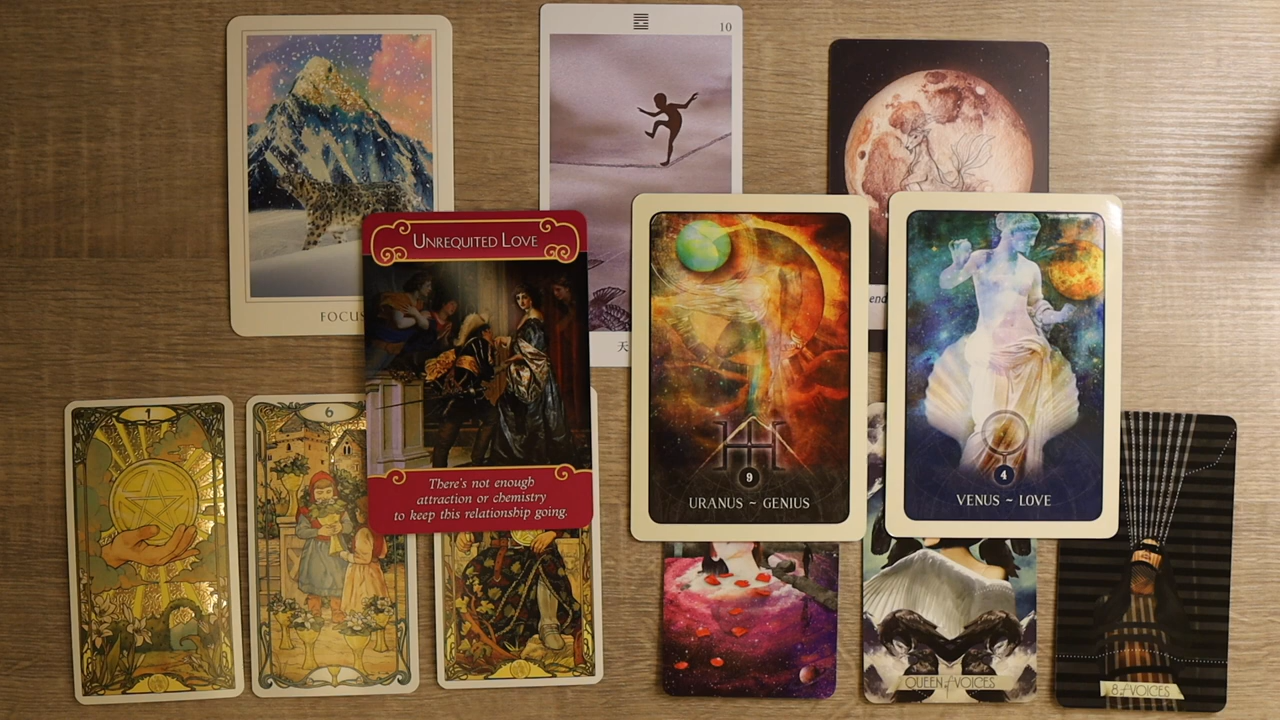 10
FOCUS
天
UNREQUITED LOVE
There's not enough
attraction or chemistry
to keep this relationship going.
9
URANUS ~ GENIUS
4
VENUS ~ LOVE
1
6
QUEEN of VOICES
8 of VOICES